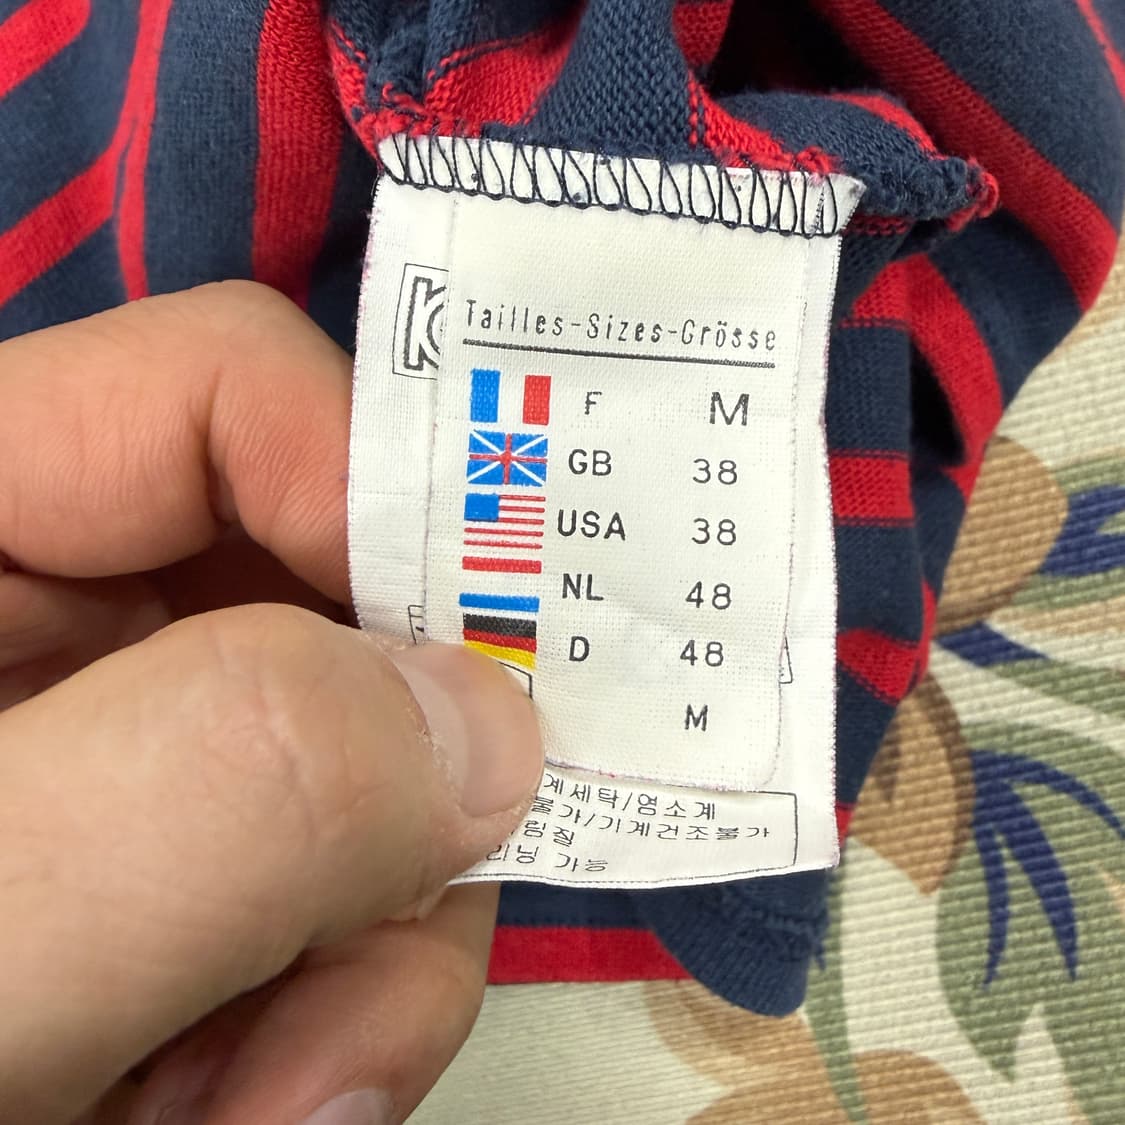 Tailles-Sizes-Grösse
F M
GB 38
USA 38
NL 48
D 48
M
계세탁/염소계
불가/기계건조불가
림질
리닝 가능